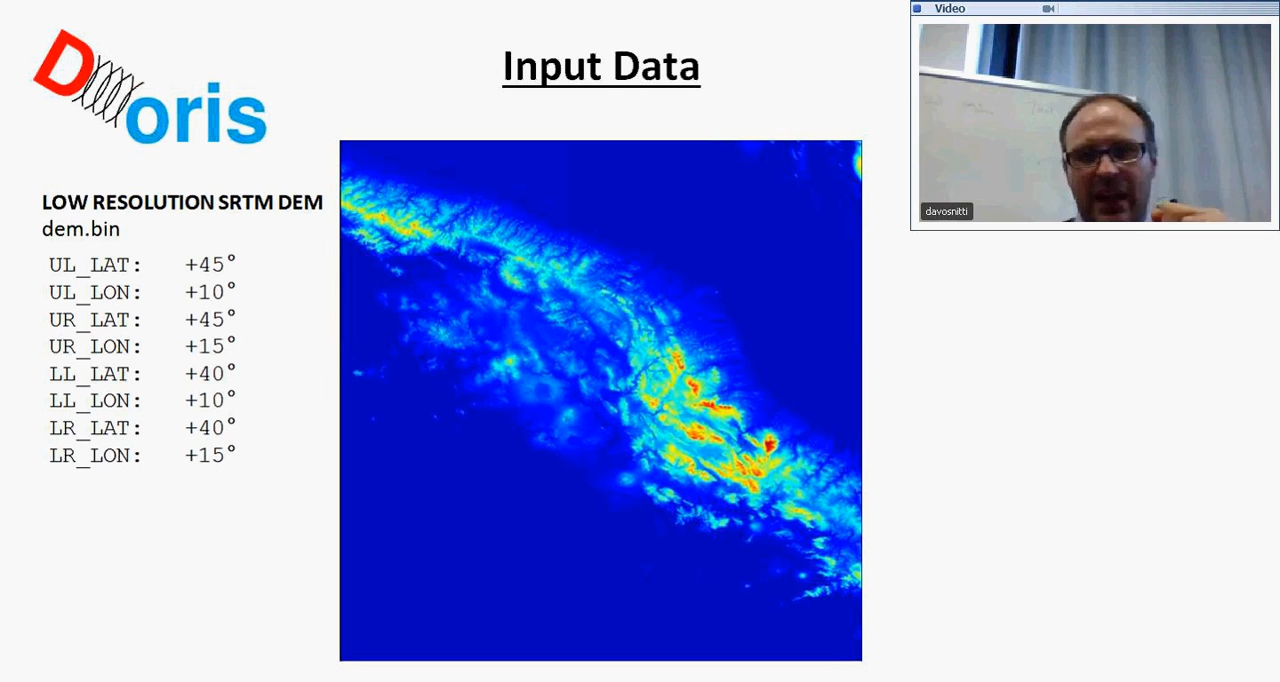 Doris
Input Data
LOW RESOLUTION SRTM DEM
dem.bin
UL_LAT: +45°
UL_LON: +10°
UR_LAT: +45°
UR_LON: +15°
LL_LAT: +40°
LL_LON: +10°
LR_LAT: +40°
LR_LON: +15°
Video
davosnitti